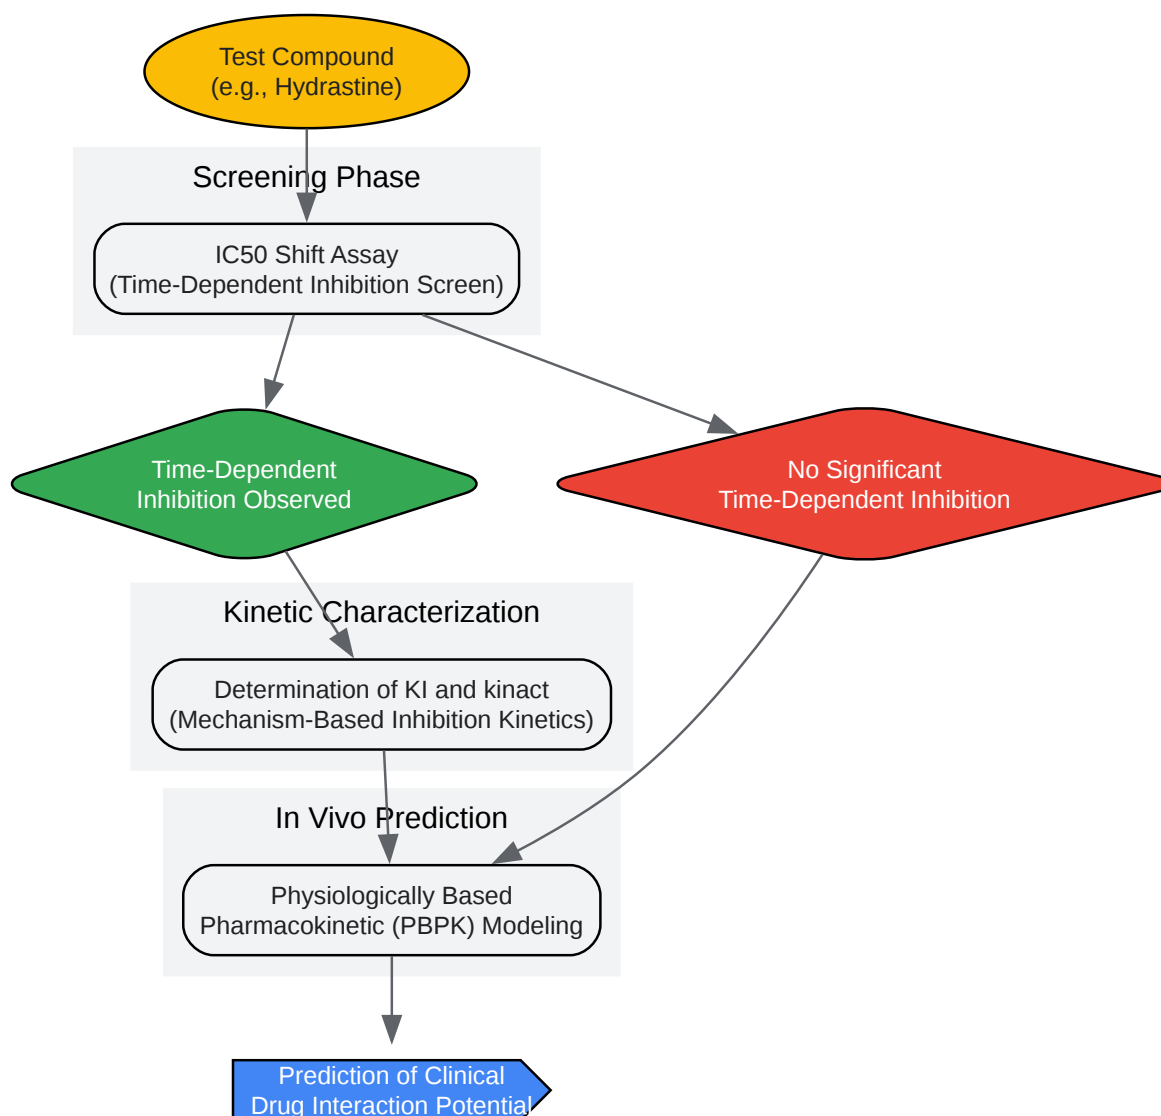 Test Compound
(e.g., Hydrastine)
Screening Phase
IC50 Shift Assay
(Time-Dependent Inhibition Screen)
Time-Dependent
Inhibition Observed
No Significant
Time-Dependent Inhibition
Kinetic Characterization
Determination of KI and kinact
(Mechanism-Based Inhibition Kinetics)
In Vivo Prediction
Physiologically Based
Pharmacokinetic (PBPK) Modeling
Prediction of Clinical
Drug Interaction Potential